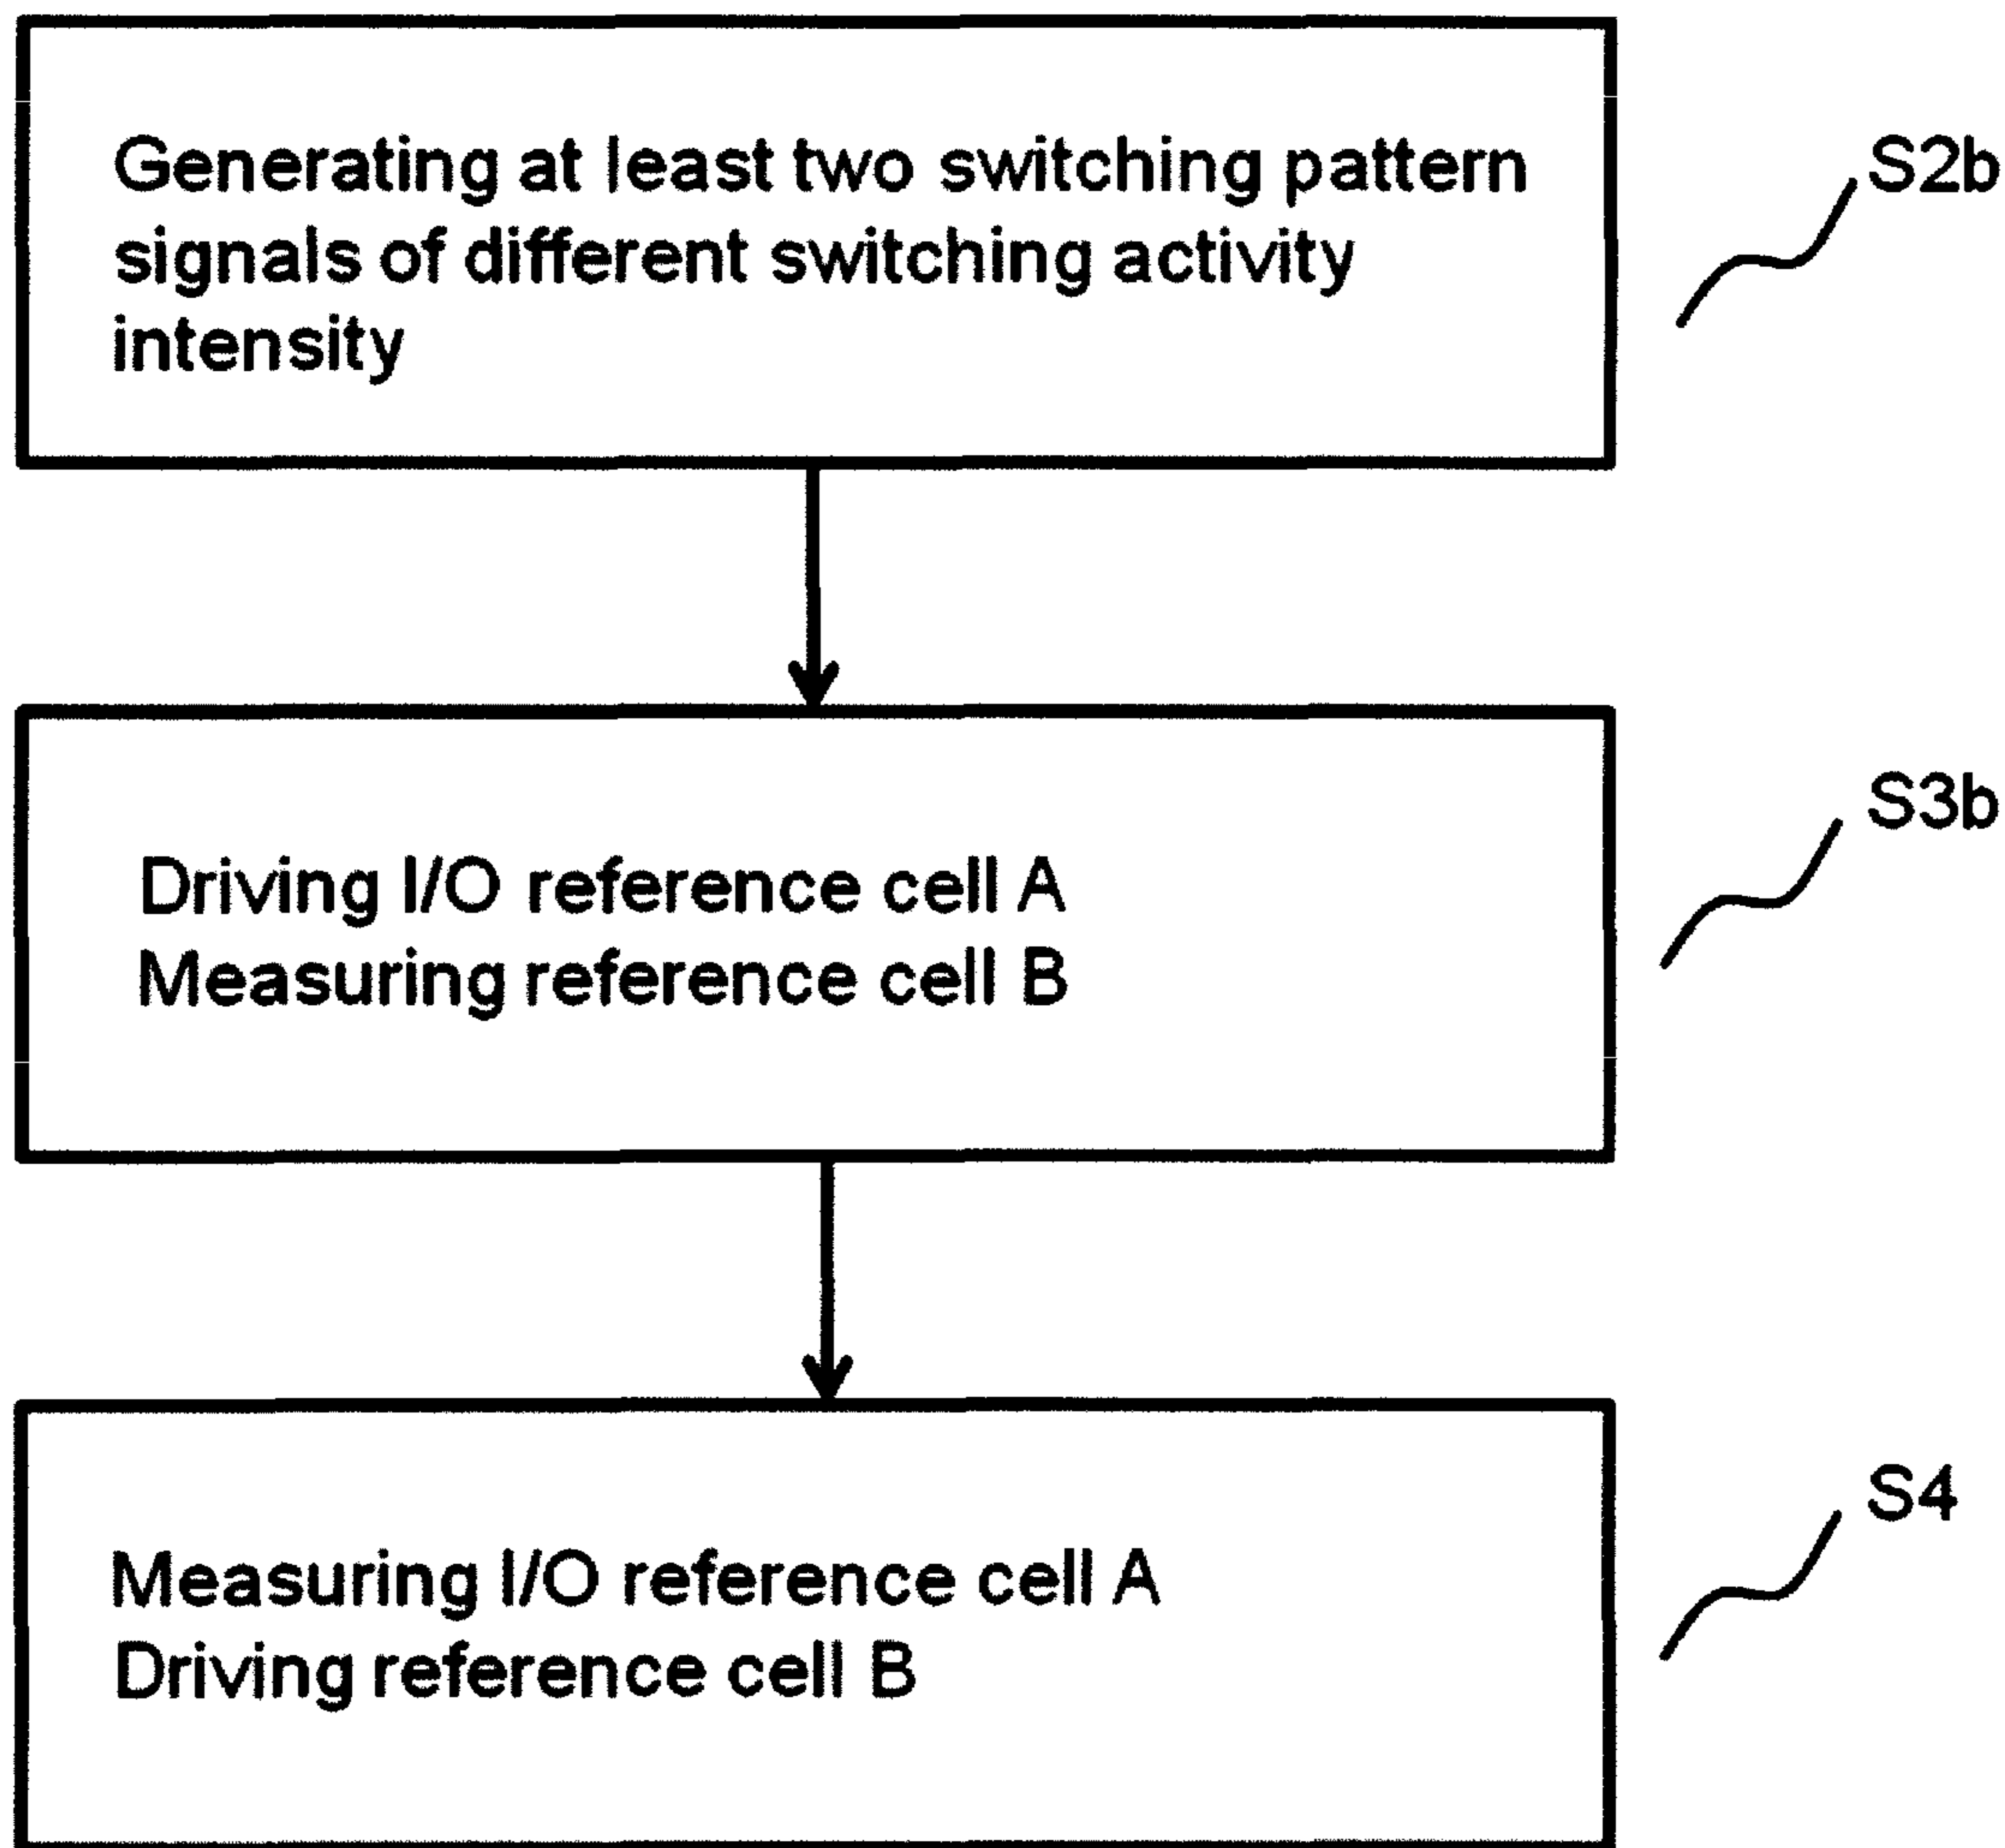 Generating at least two switching pattern
signals of different switching activity
intensity
S2b
Driving I/O reference cell A
Measuring reference cell B
S3b
Measuring I/O reference cell A
Driving reference cell B
S4